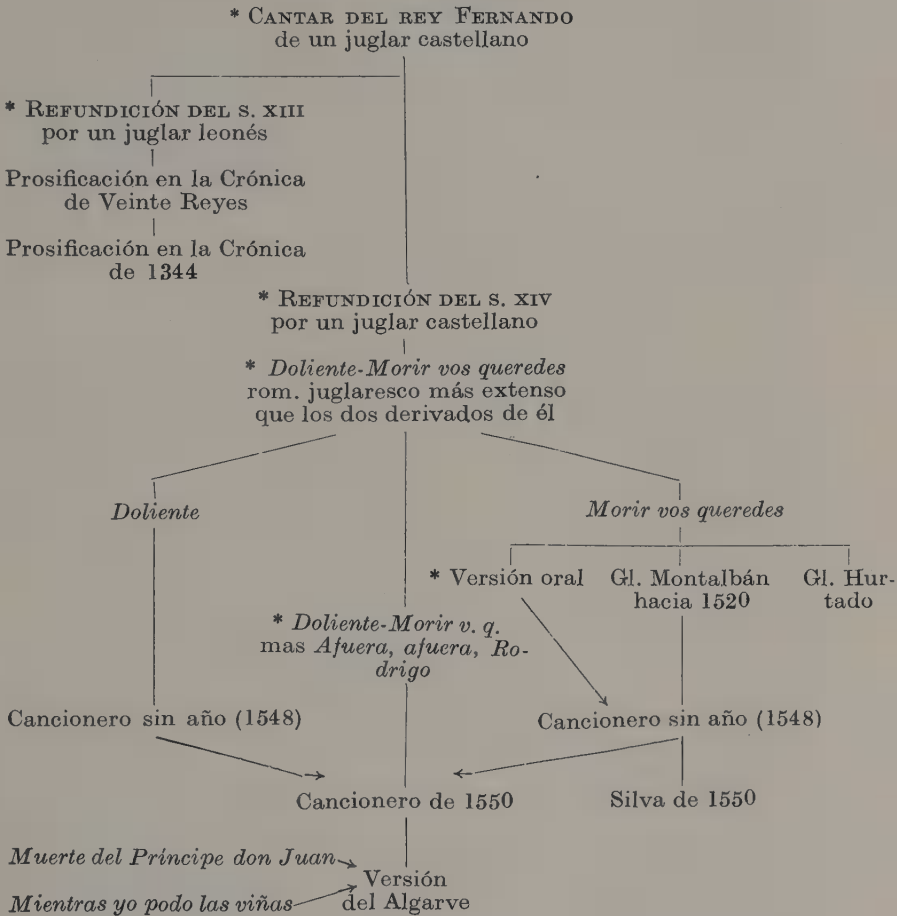 * CANTAR DEL REY FERNANDO
de un juglar castellano
* REFUNDICIÓN DEL S. XIII
por un juglar leonés
Prosificación en la Crónica
de Veinte Reyes
Prosificación en la Crónica
de 1344
* REFUNDICIÓN DEL S. XIV
por un juglar castellano
* Doliente-Morir vos queredes
rom. juglaresco más extenso
que los dos derivados de él
Doliente
Morir vos queredes
* Versión oral
Gl. Montalbán
hacia 1520
Gl. Hur-
tado
* Doliente-Morir v. q.
mas Afuera, afuera, Ro-
drigo
Cancionero sin año (1548)
Cancionero sin año (1548)
Cancionero de 1550
Silva de 1550
Muerte del Príncipe don Juan
Mientras yo podo las viñas
Versión
del Algarve